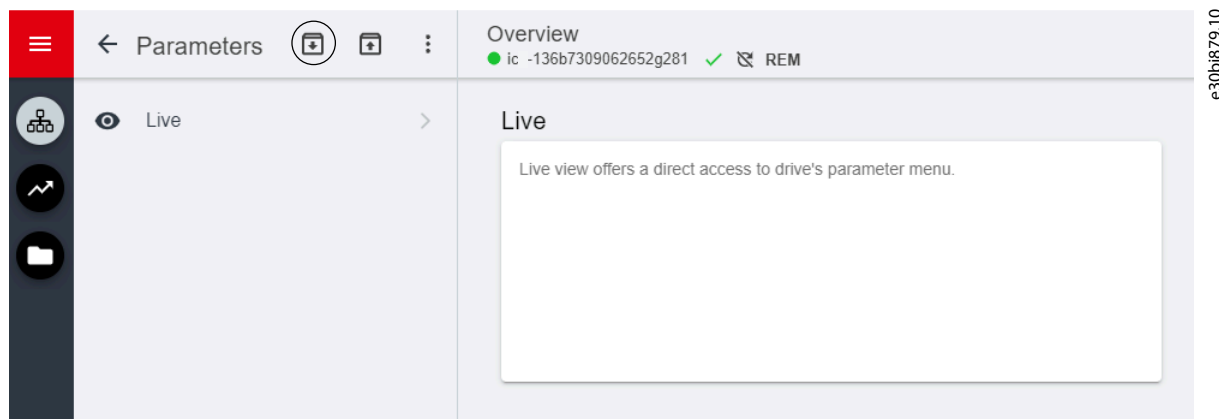 Parameters
Overview
ic -136b7309062652g281 REM
Live
Live
Live view offers a direct access to drive's parameter menu.
e30bi879.10